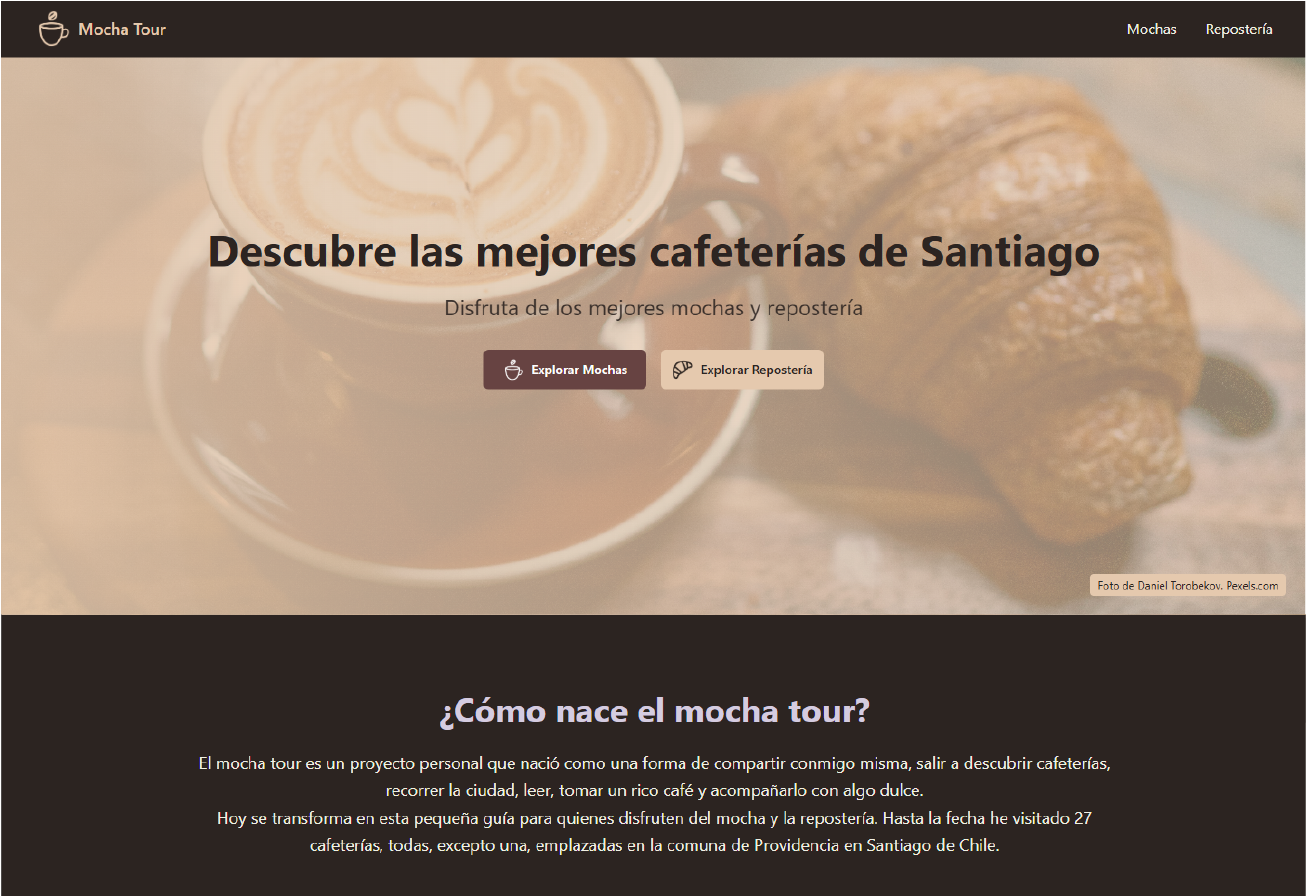 Mocha Tour
Mochas
Repostería
Descubre las mejores cafeterías de Santiago
Disfruta de los mejores mochas y repostería
Explorar Mochas
Explorar Repostería
Foto de Daniel Torobekov. Pexels.com
¿Cómo nace el mocha tour?
El mocha tour es un proyecto personal que nació como una forma de compartir conmigo misma, salir a descubrir cafeterías,
recorrer la ciudad, leer, tomar un rico café y acompañarlo con algo dulce.
Hoy se transforma en esta pequeña guía para quienes disfruten del mocha y la repostería. Hasta la fecha he visitado 27
cafeterías, todas, excepto una, emplazadas en la comuna de Providencia en Santiago de Chile.